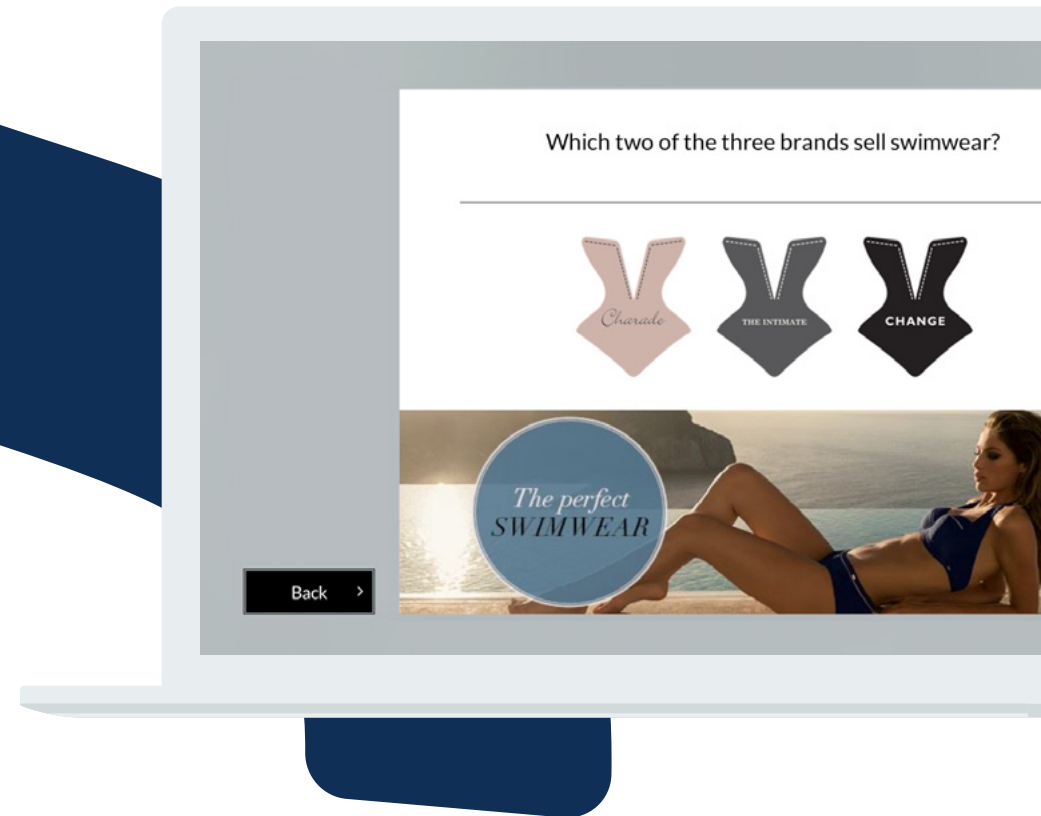 Which two of the three brands sell swimwear?
Charade
THE INTIMATE
CHANGE
The perfect
SWIMWEAR
Back